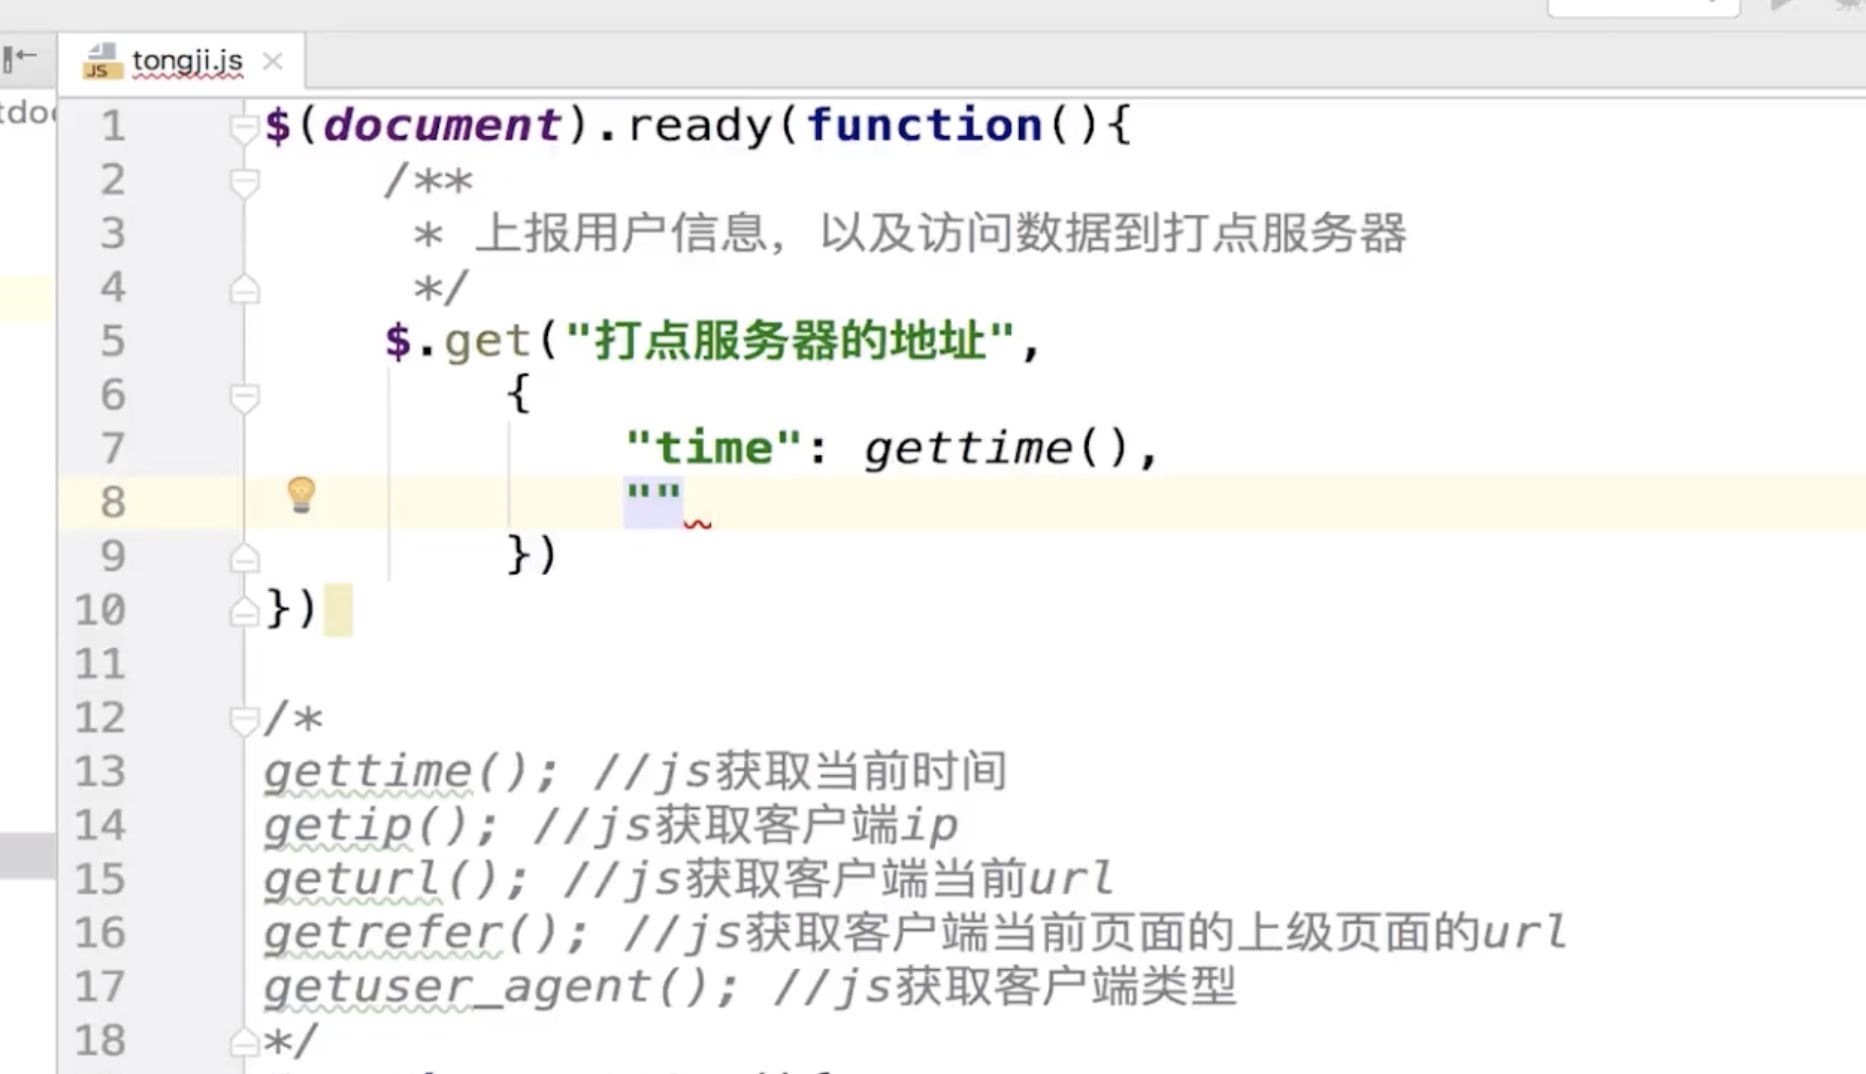 tongji.js
1 $(document).ready(function(){
2 /**
3 * 上报用户信息，以及访问数据到打点服务器
4 */
5 $.get("打点服务器的地址",
6 {
7 "time": gettime(),
8 ""
9 })
10 })
11
12 /*
13 gettime(); //js获取当前时间
14 getip(); //js获取客户端ip
15 geturl(); //js获取客户端当前url
16 getrefer(); //js获取客户端当前页面的上级页面的url
17 getuser_agent(); //js获取客户端类型
18 */